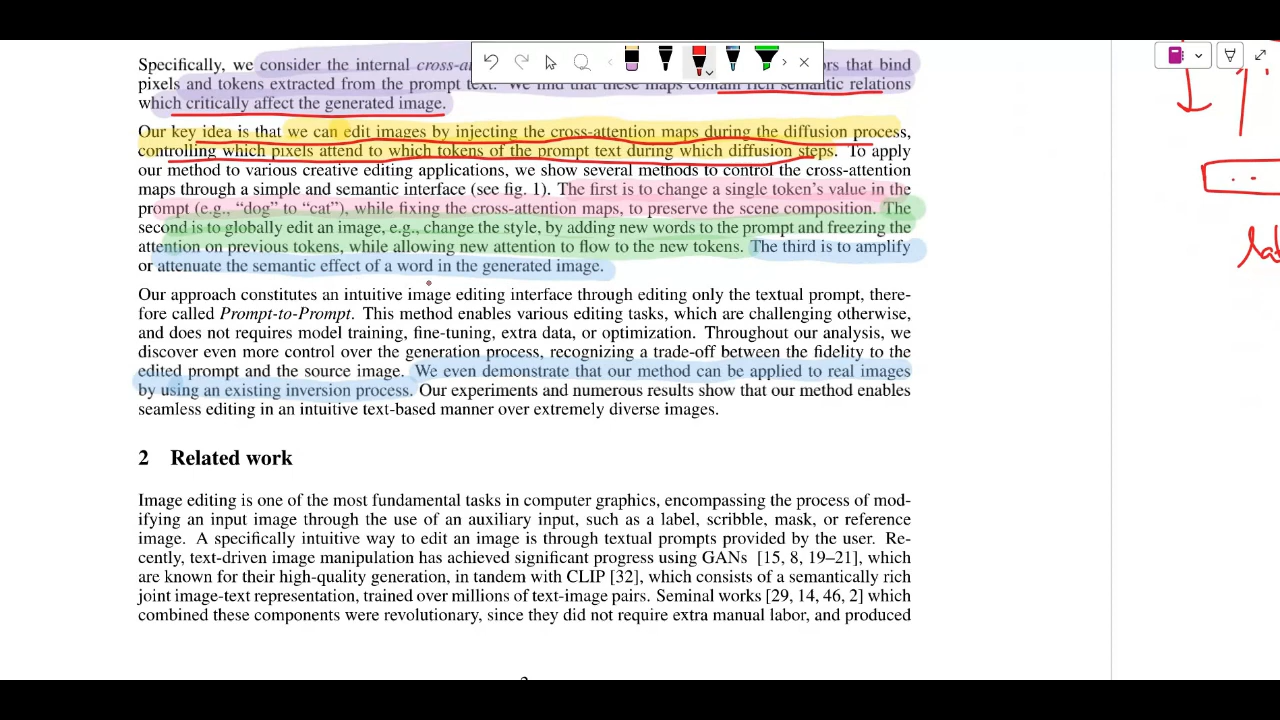 Specifically, we consider the internal cross-a
rs that bind
pixels and tokens extracted from the prompt text. We find that these maps contain rich semantic relations
which critically affect the generated image.
Our key idea is that we can edit images by injecting the cross-attention maps during the diffusion process,
controlling which pixels attend to which tokens of the prompt text during which diffusion steps. To apply
our method to various creative editing applications, we show several methods to control the cross-attention
maps through a simple and semantic interface (see fig. 1). The first is to change a single token’s value in the
prompt (e.g., “dog” to “cat”), while fixing the cross-attention maps, to preserve the scene composition. The
second is to globally edit an image, e.g., change the style, by adding new words to the prompt and freezing the
attention on previous tokens, while allowing new attention to flow to the new tokens. The third is to amplify
or attenuate the semantic effect of a word in the generated image.
Our approach constitutes an intuitive image editing interface through editing only the textual prompt, there-
fore called Prompt-to-Prompt. This method enables various editing tasks, which are challenging otherwise,
and does not requires model training, fine-tuning, extra data, or optimization. Throughout our analysis, we
discover even more control over the generation process, recognizing a trade-off between the fidelity to the
edited prompt and the source image. We even demonstrate that our method can be applied to real images
by using an existing inversion process. Our experiments and numerous results show that our method enables
seamless editing in an intuitive text-based manner over extremely diverse images.
2 Related work
Image editing is one of the most fundamental tasks in computer graphics, encompassing the process of mod-
ifying an input image through the use of an auxiliary input, such as a label, scribble, mask, or reference
image. A specifically intuitive way to edit an image is through textual prompts provided by the user. Re-
cently, text-driven image manipulation has achieved significant progress using GANs [15, 8, 19–21], which
are known for their high-quality generation, in tandem with CLIP [32], which consists of a semantically rich
joint image-text representation, trained over millions of text-image pairs. Seminal works [29, 14, 46, 2] which
combined these components were revolutionary, since they did not require extra manual labor, and produced